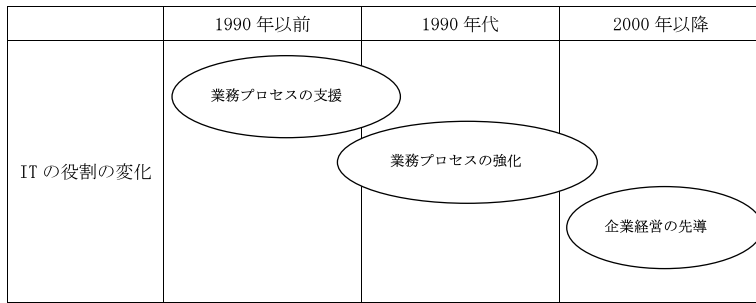 1990 年以前
1990 年代
2000 年以降
IT の役割の変化
業務プロセスの支援
業務プロセスの強化
企業経営の先導